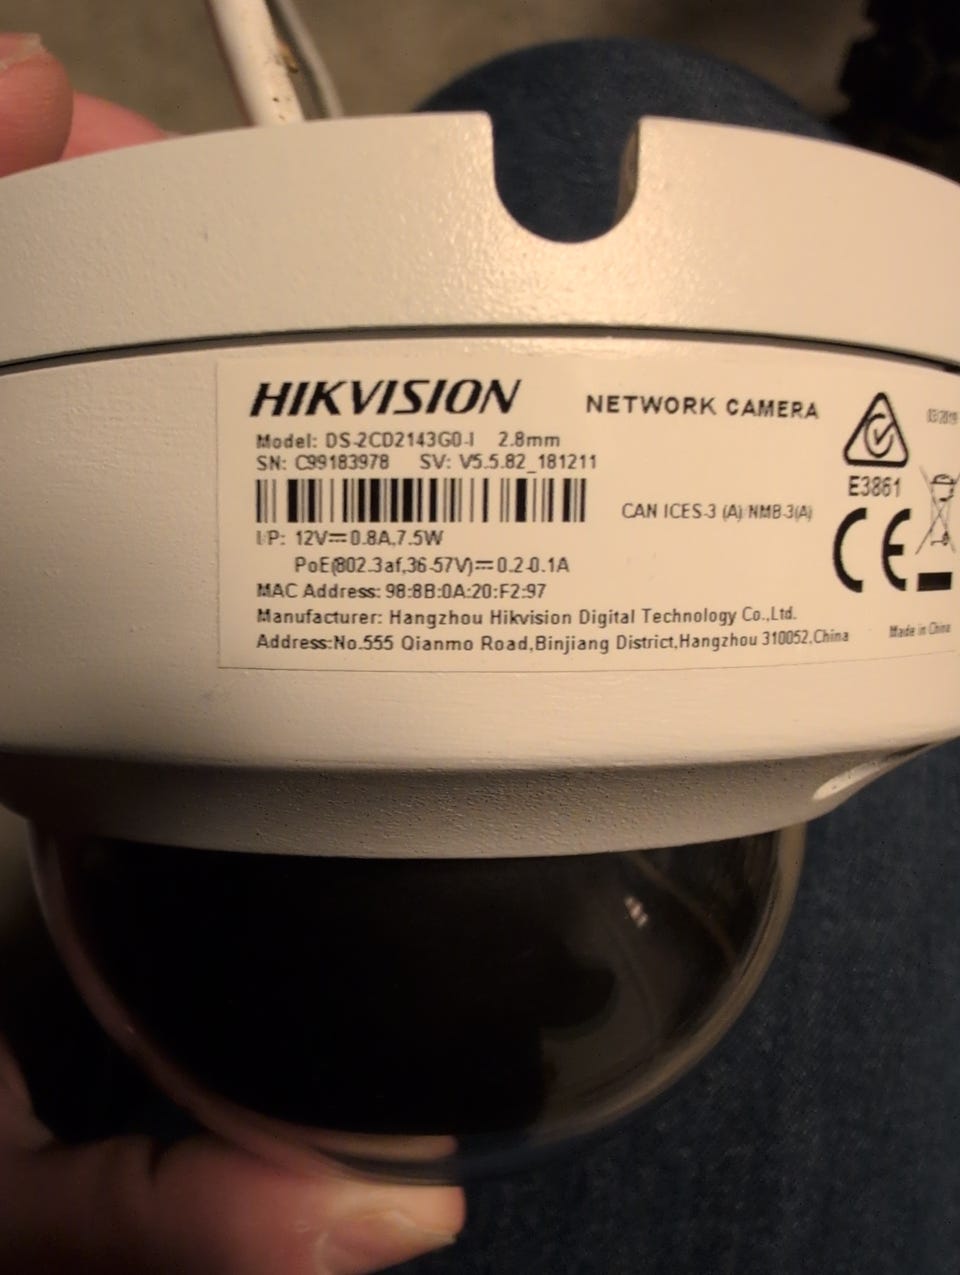 HIKVISION NETWORK CAMERA
03/2019
Model: DS-2CD2143G0-I 2.8mm
SN: C99183978 SV: V5.5.82_181211
E3861
CAN ICES-3 (A)/NMB-3(A)
I/P: 12V⎓0.8A,7.5W
PoE(802.3af,36-57V)⎓0.2-0.1A
CE
MAC Address: 98:8B:0A:20:F2:97
Manufacturer: Hangzhou Hikvision Digital Technology Co.,Ltd.
Address:No.555 Qianmo Road,Binjiang District,Hangzhou 310052,China
Made in China